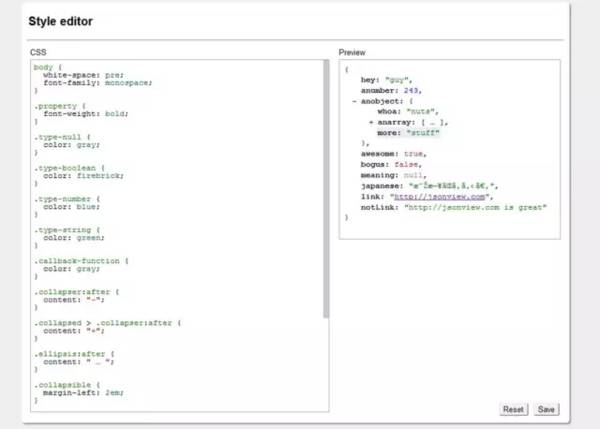 Style editor
CSS
body {
white-space: pre;
font-family: monospace;
}
.property {
font-weight: bold;
}
.type-null {
color: gray;
}
.type-boolean {
color: firebrick;
}
.type-number {
color: blue;
}
.type-string {
color: green;
}
.callback-function {
color: gray;
}
.collapser:after {
content: "-";
}
.collapsed > .collapser:after {
content: "+";
}
.ellipsis:after {
content: " … ";
}
.collapsible {
margin-left: 2em;
}
Preview
{
hey: "guy",
anumber: 243,
- anobject: {
whoa: "nuts",
+ anarray: [ … ],
more: "stuff"
},
awesome: true,
bogus: false,
meaning: null,
japanese:
link: "http://jsonview.com",
notLink: "http://jsonview.com is great"
}
Reset Save